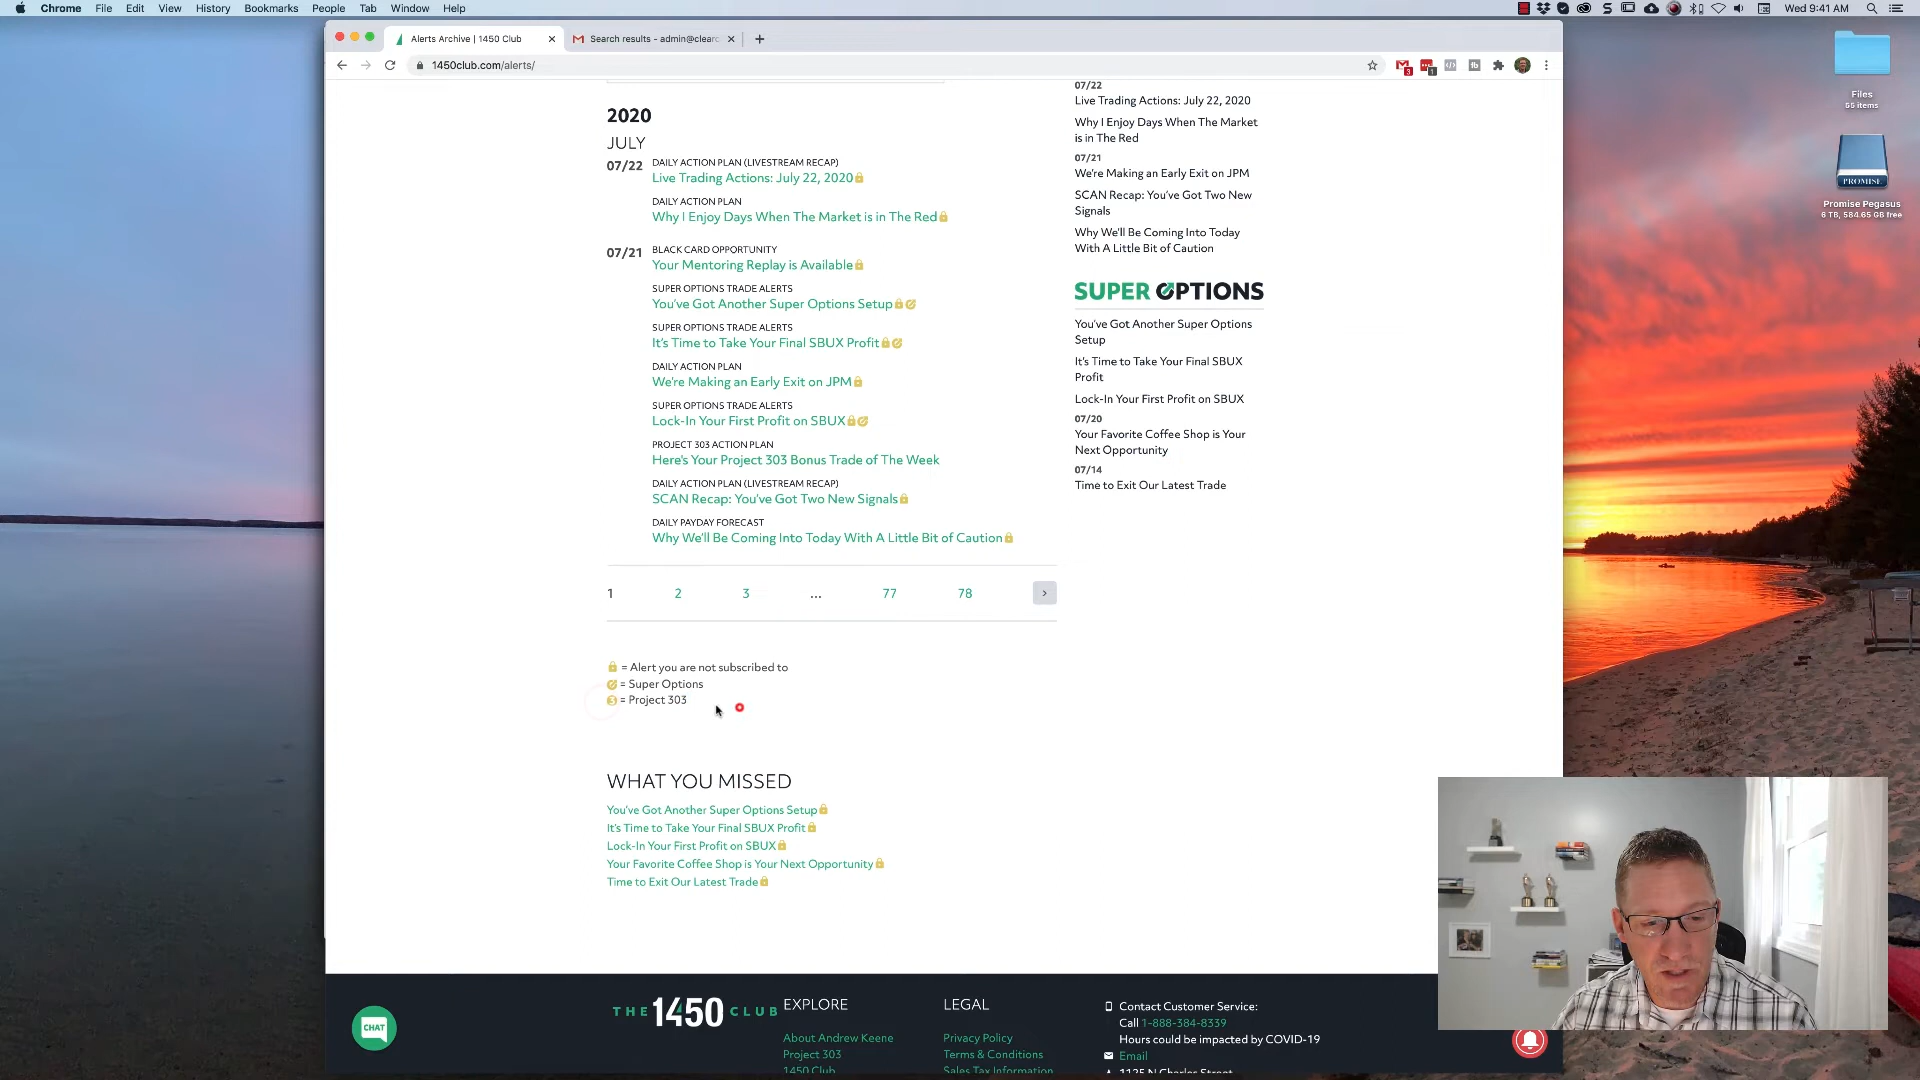 Chrome File Edit View History Bookmarks People Tab Window Help
Wed 9:41 AM
Alerts Archive | 1450 Club
Search results - admin@clearc
1450club.com/alerts/
2020
JULY
07/22
DAILY ACTION PLAN (LIVESTREAM RECAP)
Live Trading Actions: July 22, 2020
DAILY ACTION PLAN
Why I Enjoy Days When The Market is in The Red
07/21
BLACK CARD OPPORTUNITY
Your Mentoring Replay is Available
SUPER OPTIONS TRADE ALERTS
You've Got Another Super Options Setup
SUPER OPTIONS TRADE ALERTS
It's Time to Take Your Final SBUX Profit
DAILY ACTION PLAN
We're Making an Early Exit on JPM
SUPER OPTIONS TRADE ALERTS
Lock-In Your First Profit on SBUX
PROJECT 303 ACTION PLAN
Here's Your Project 303 Bonus Trade of The Week
DAILY ACTION PLAN (LIVESTREAM RECAP)
SCAN Recap: You've Got Two New Signals
DAILY PAYDAY FORECAST
Why We'll Be Coming Into Today With A Little Bit of Caution
1 2 3 ... 77 78 >
= Alert you are not subscribed to
= Super Options
3 = Project 303
WHAT YOU MISSED
You've Got Another Super Options Setup
It's Time to Take Your Final SBUX Profit
Lock-In Your First Profit on SBUX
Your Favorite Coffee Shop is Your Next Opportunity
Time to Exit Our Latest Trade
07/22
Live Trading Actions: July 22, 2020
Why I Enjoy Days When The Market
is in The Red
07/21
We're Making an Early Exit on JPM
SCAN Recap: You've Got Two New
Signals
Why We'll Be Coming Into Today
With A Little Bit of Caution
SUPER OPTIONS
You've Got Another Super Options
Setup
It's Time to Take Your Final SBUX
Profit
Lock-In Your First Profit on SBUX
07/20
Your Favorite Coffee Shop is Your
Next Opportunity
07/14
Time to Exit Our Latest Trade
Files
55 items
PROMISE
Promise Pegasus
6 TB, 584.65 GB free
CHAT
THE 1450 CLUB
EXPLORE
About Andrew Keene
Project 303
1450 Club
LEGAL
Privacy Policy
Terms & Conditions
Sales Tax Information
Contact Customer Service:
Call 1-888-384-8339
Hours could be impacted by COVID-19
Email
1125 N Charles Street